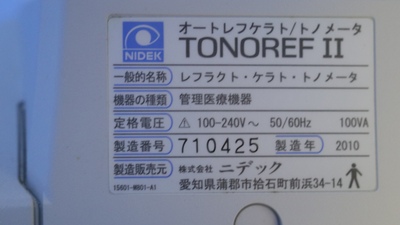 オートレフケラト/トノメータ
NIDEK TONOREF II
一般的名称 レフラクト・ケラト・トノメータ
機器の種類 管理医療機器
定格電圧 ⚠ 100-240V～ 50/60Hz 100VA
製造番号 710425 製造年 2010
製造販売元 株式会社 ニデック
愛知県蒲郡市拾石町前浜34-14
15601-M801-A1